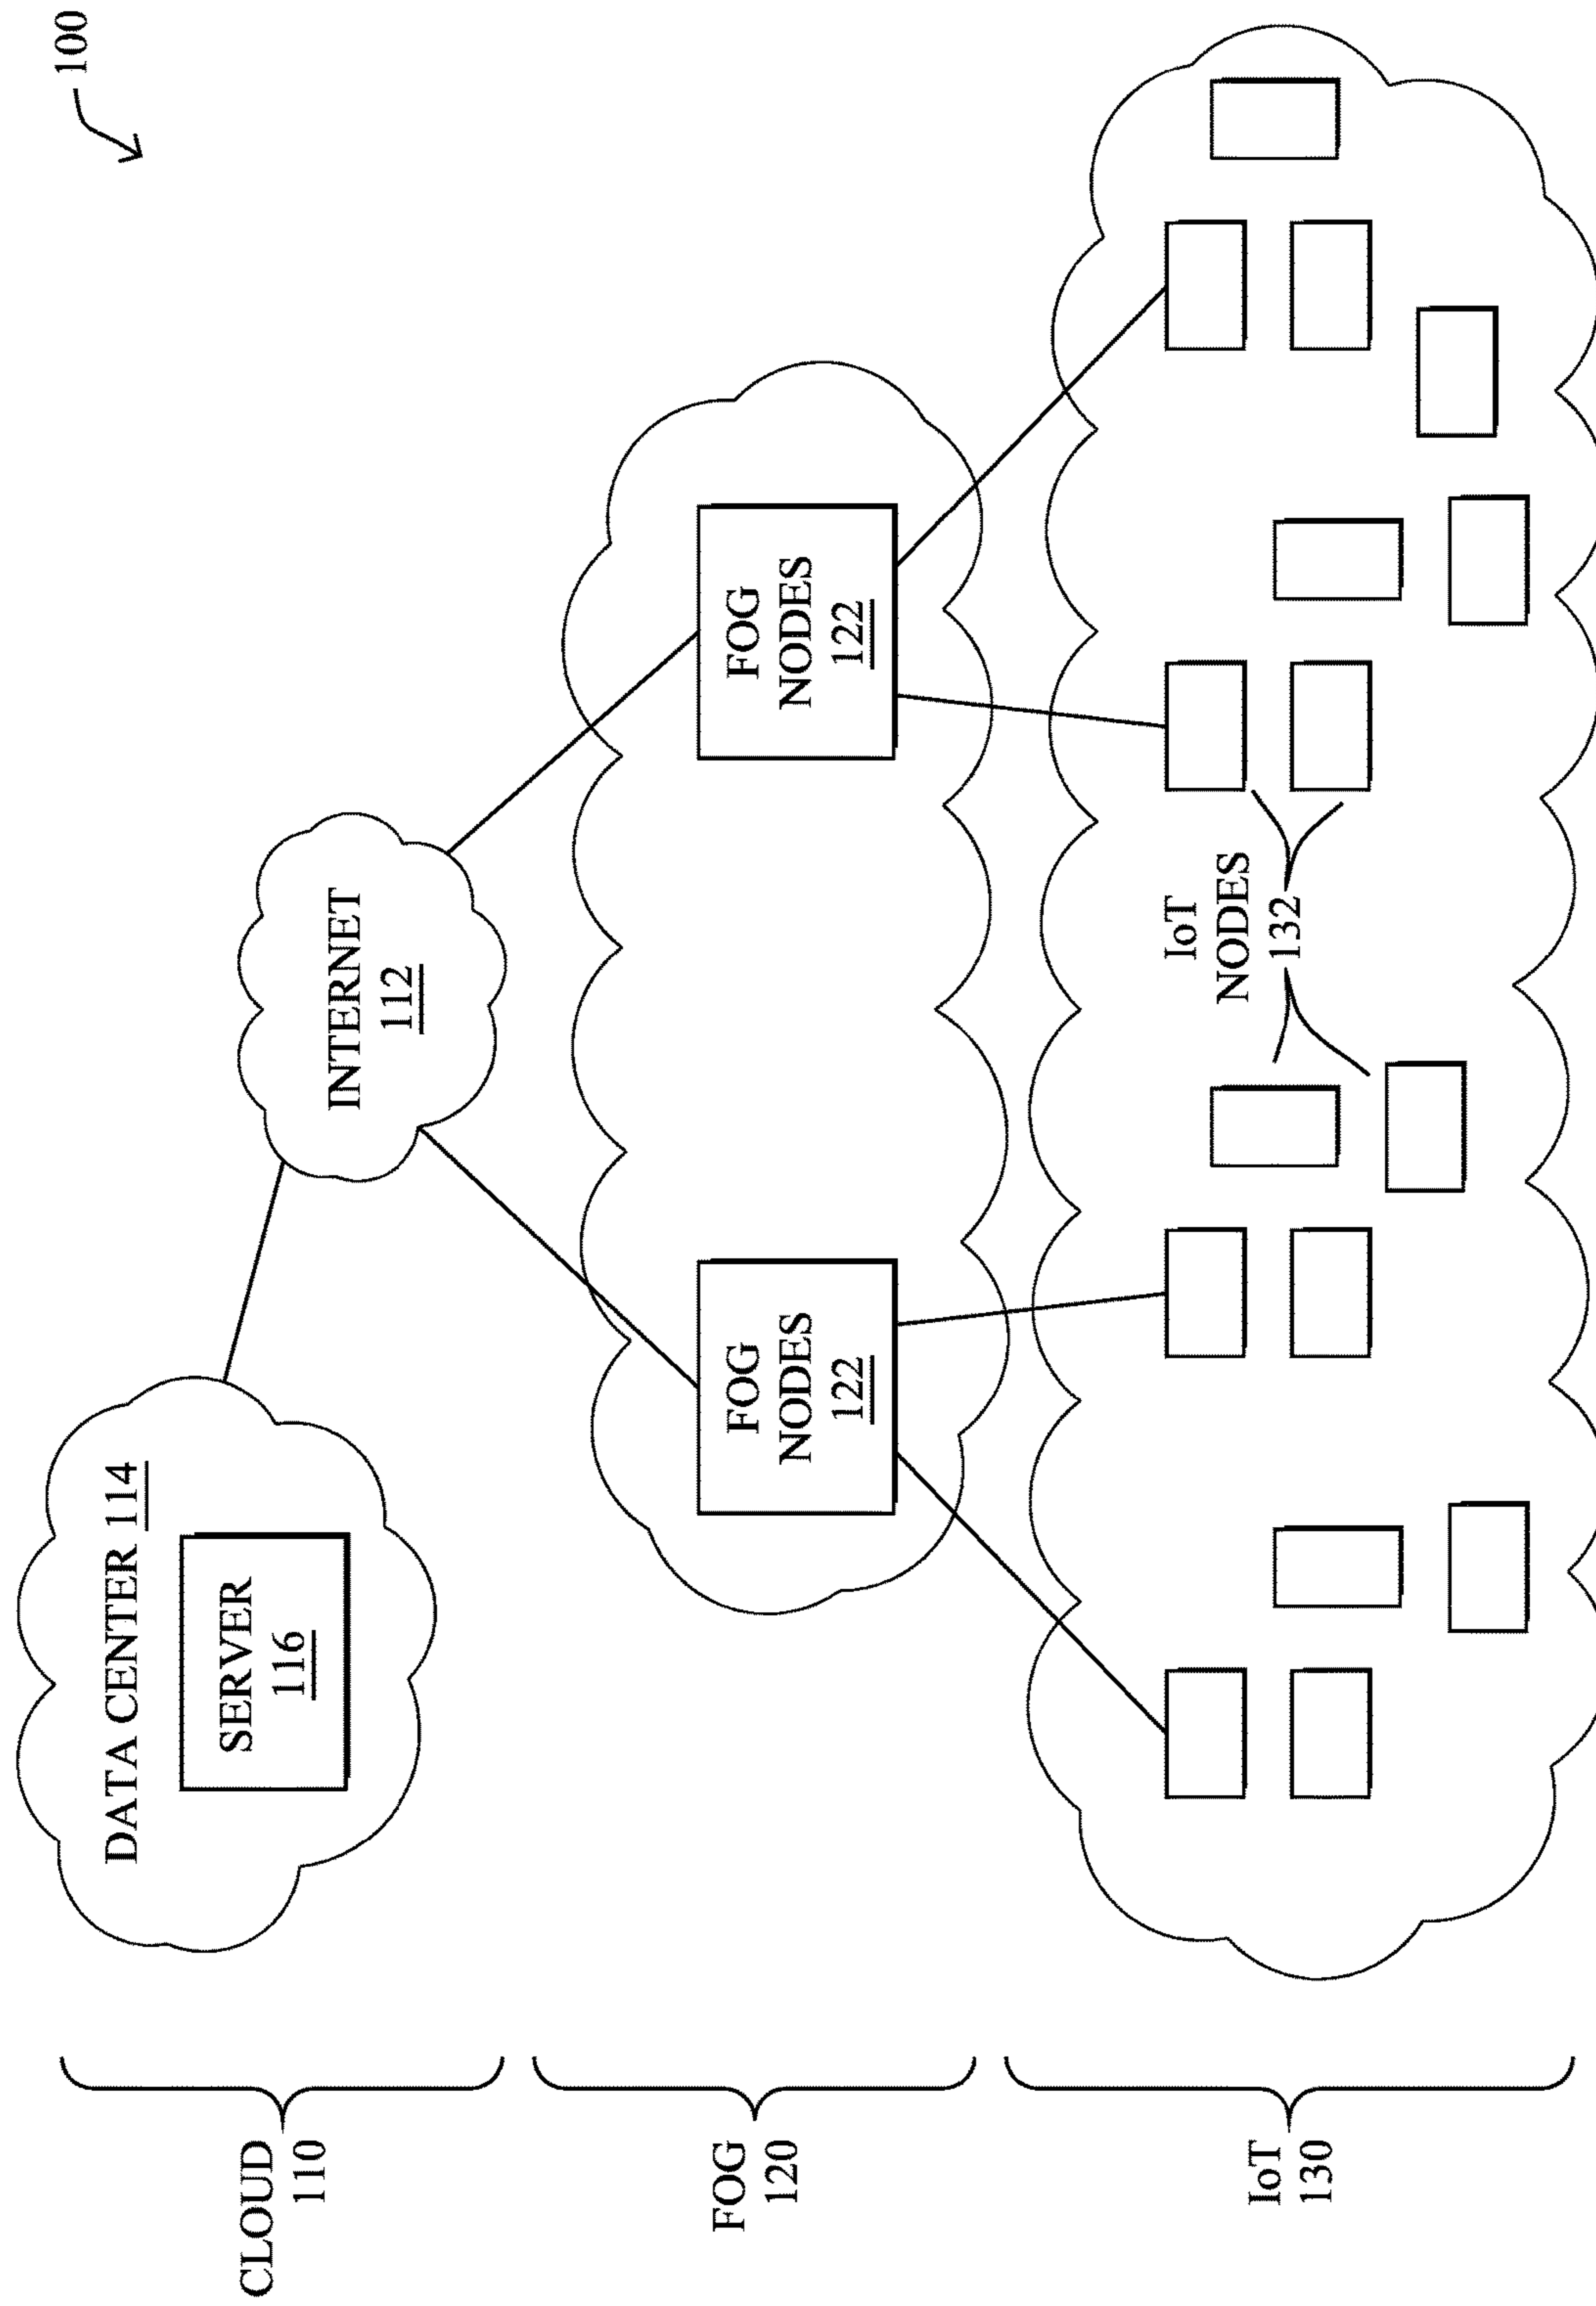 100
CLOUD
110
DATA CENTER 114
SERVER
116
INTERNET
112
FOG
120
FOG
NODES
122
FOG
NODES
122
IoT
130
IoT
NODES
132